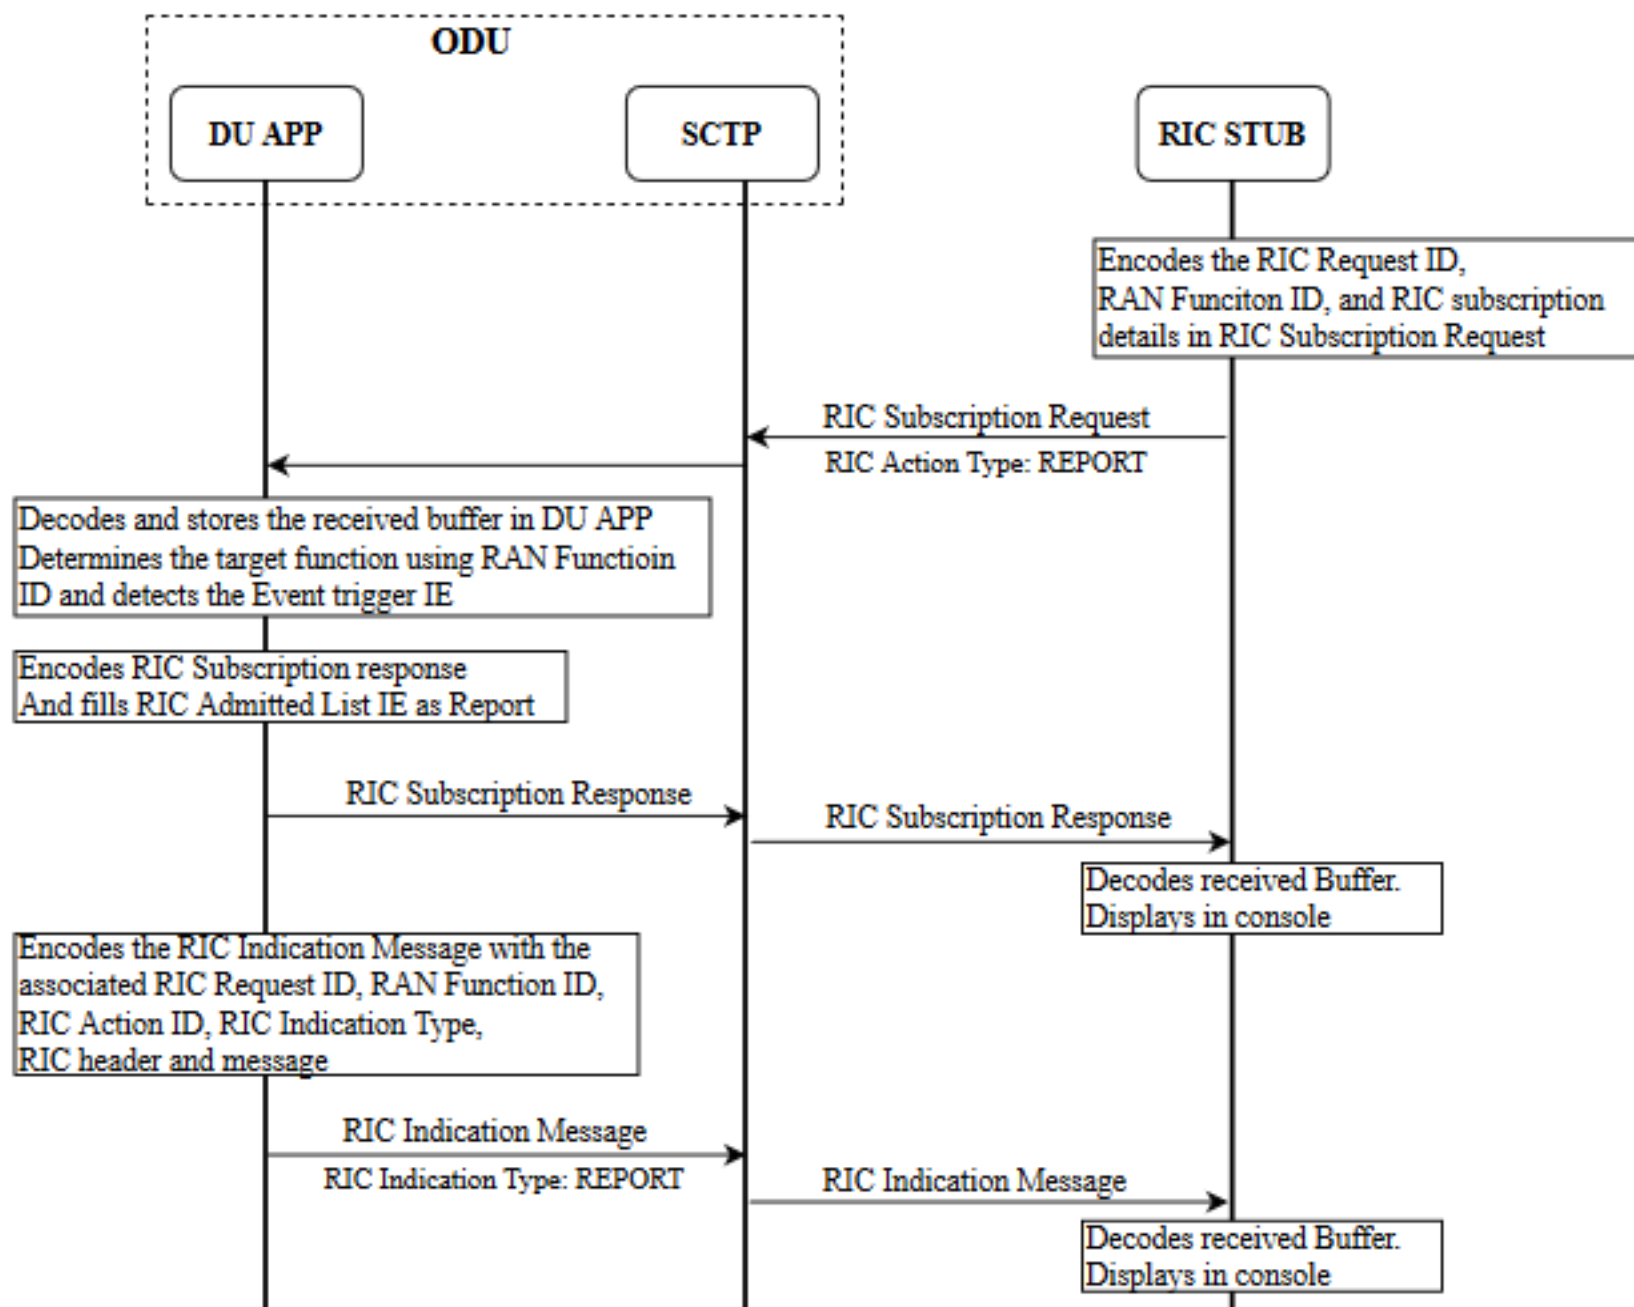 ODU
DU APP
SCTP
RIC STUB
Encodes the RIC Request ID,
RAN Funciton ID, and RIC subscription
details in RIC Subscription Request
RIC Subscription Request
RIC Action Type: REPORT
Decodes and stores the received buffer in DU APP
Determines the target function using RAN Functioin
ID and detects the Event trigger IE
Encodes RIC Subscription response
And fills RIC Admitted List IE as Report
RIC Subscription Response
RIC Subscription Response
Decodes received Buffer.
Displays in console
Encodes the RIC Indication Message with the
associated RIC Request ID, RAN Function ID,
RIC Action ID, RIC Indication Type,
RIC header and message
RIC Indication Message
RIC Indication Type: REPORT
RIC Indication Message
Decodes received Buffer.
Displays in console